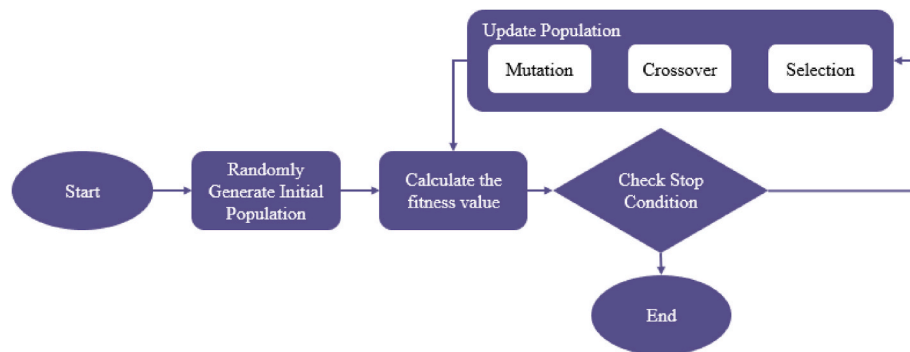 Update Population
Mutation
Crossover
Selection
Start
Randomly
Generate Initial
Population
Calculate the
fitness value
Check Stop
Condition
End